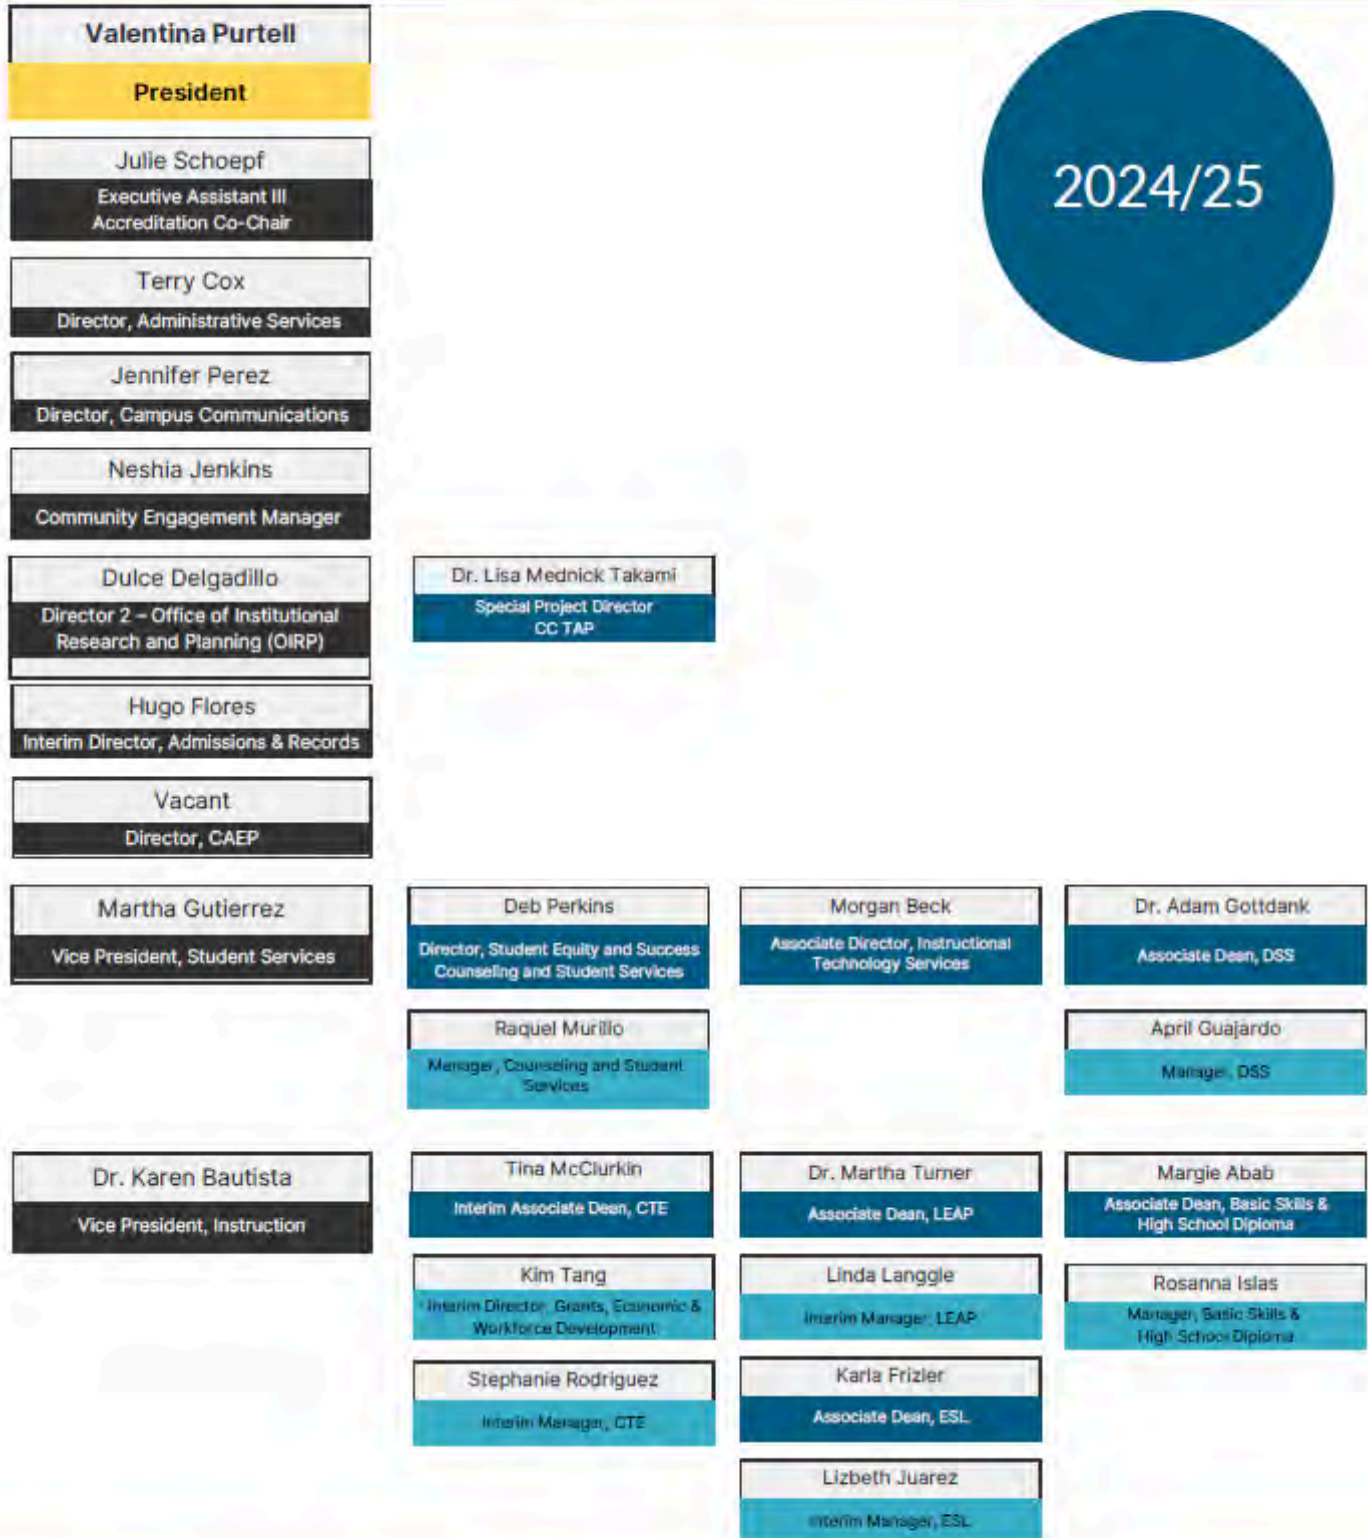 Valentina Purtell
President
2024/25
Julie Schoepf
Executive Assistant III
Accreditation Co-Chair
Terry Cox
Director, Administrative Services
Jennifer Perez
Director, Campus Communications
Neshia Jenkins
Community Engagement Manager
Dulce Delgadillo
Director 2 – Office of Institutional
Research and Planning (OIRP)
Dr. Lisa Mednick Takami
Special Project Director
CC TAP
Hugo Flores
Interim Director, Admissions & Records
Vacant
Director, CAEP
Martha Gutierrez
Vice President, Student Services
Deb Perkins
Director, Student Equity and Success
Counseling and Student Services
Morgan Beck
Associate Director, Instructional
Technology Services
Dr. Adam Gottdank
Associate Dean, DSS
Raquel Murillo
Manager, Counseling and Student
Services
April Guajardo
Manager, DSS
Dr. Karen Bautista
Vice President, Instruction
Tina McClurkin
Interim Associate Dean, CTE
Dr. Martha Turner
Associate Dean, LEAP
Margie Abab
Associate Dean, Basic Skills &
High School Diploma
Kim Tang
Interim Director, Grants, Economic &
Workforce Development
Linda Langgle
Interim Manager, LEAP
Rosanna Islas
Manager, Basic Skills &
High School Diploma
Stephanie Rodriguez
Interim Manager, CTE
Karla Frizler
Associate Dean, ESL
Lizbeth Juarez
Interim Manager, ESL